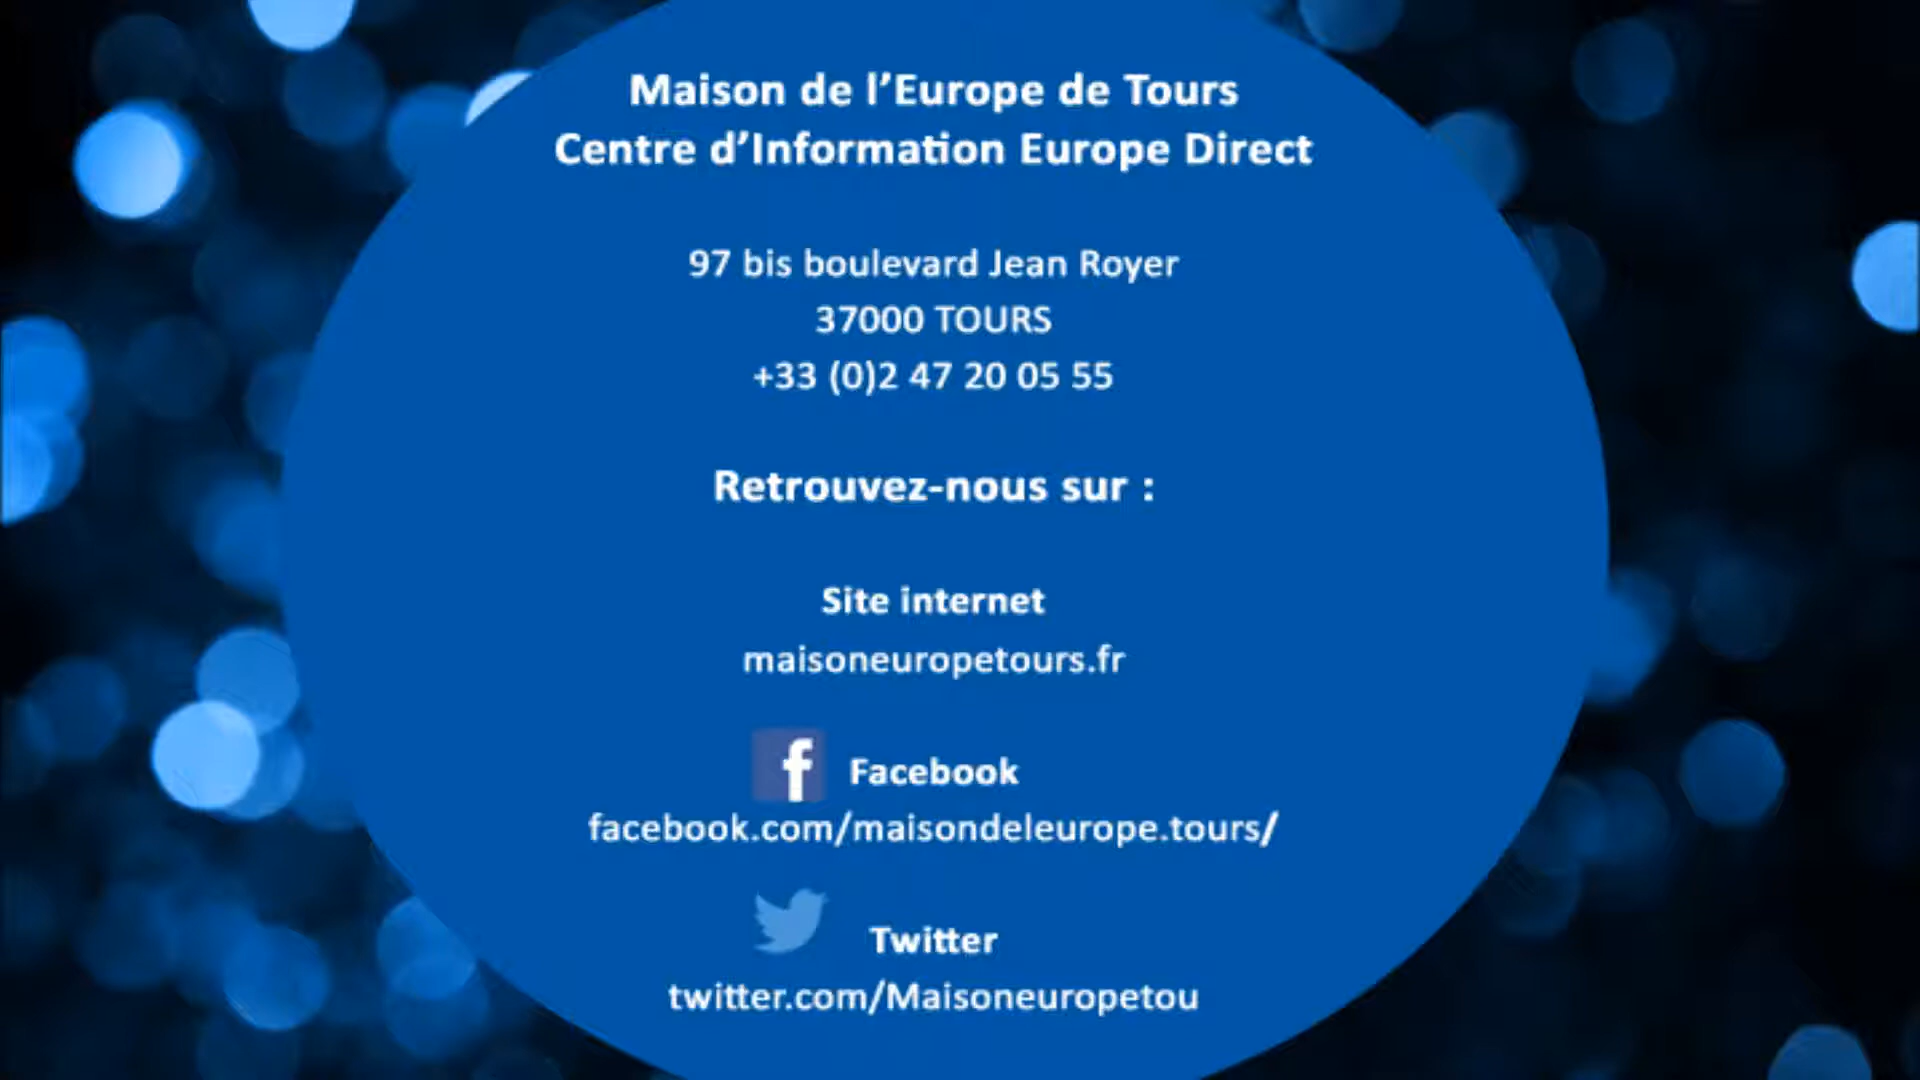 Maison de l’Europe de Tours
Centre d’Information Europe Direct
97 bis boulevard Jean Royer
37000 TOURS
+33 (0)2 47 20 05 55
Retrouvez-nous sur :
Site internet
maisoneuropetours.fr
f Facebook
facebook.com/maisondeleurope.tours/
Twitter
twitter.com/Maisoneuropetou